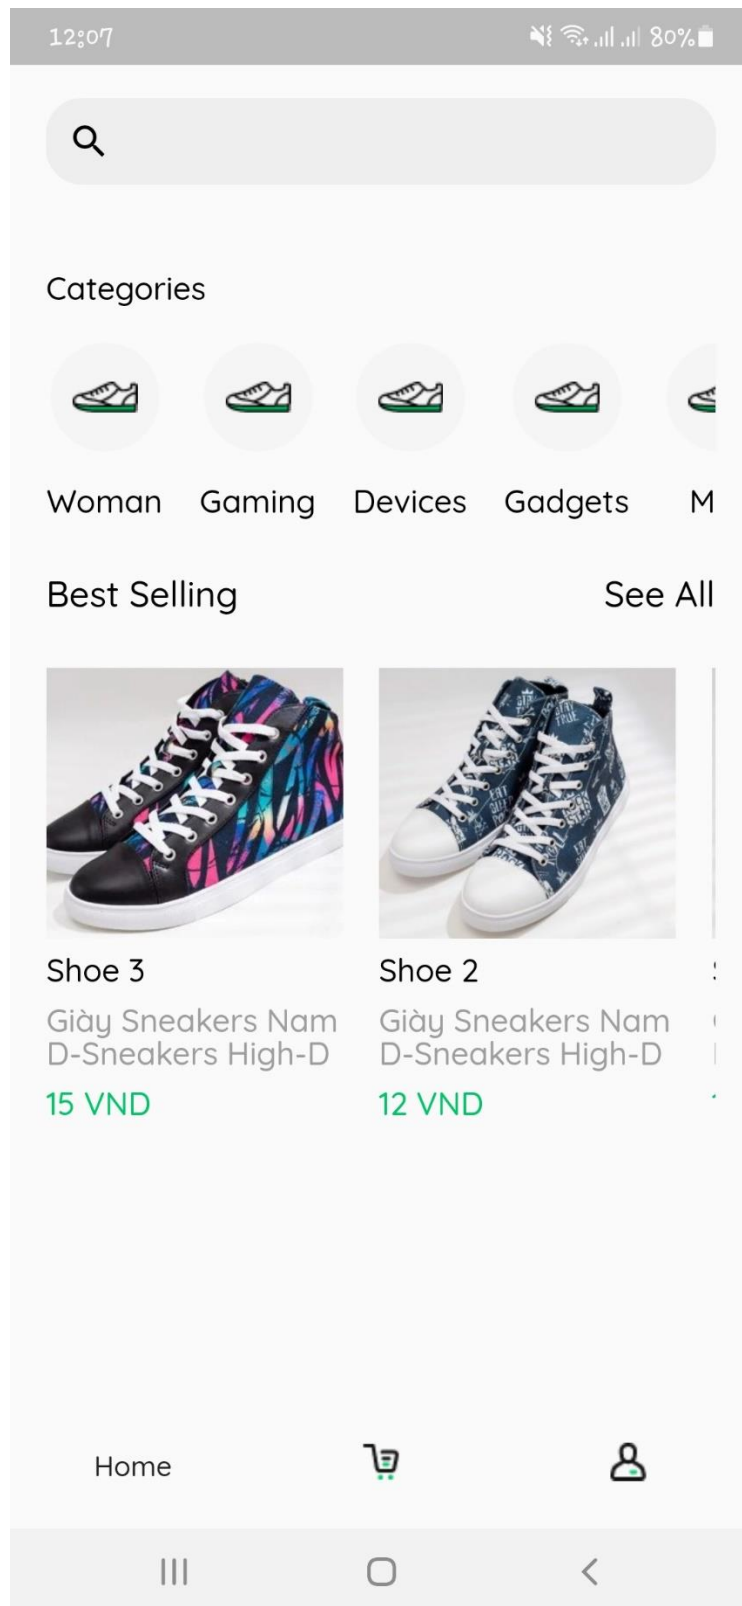 12:07 80%
Categories
Woman Gaming Devices Gadgets M
Best Selling See All
Shoe 3 Shoe 2
Giày Sneakers Nam Giày Sneakers Nam
D-Sneakers High-D D-Sneakers High-D
15 VND 12 VND
Home